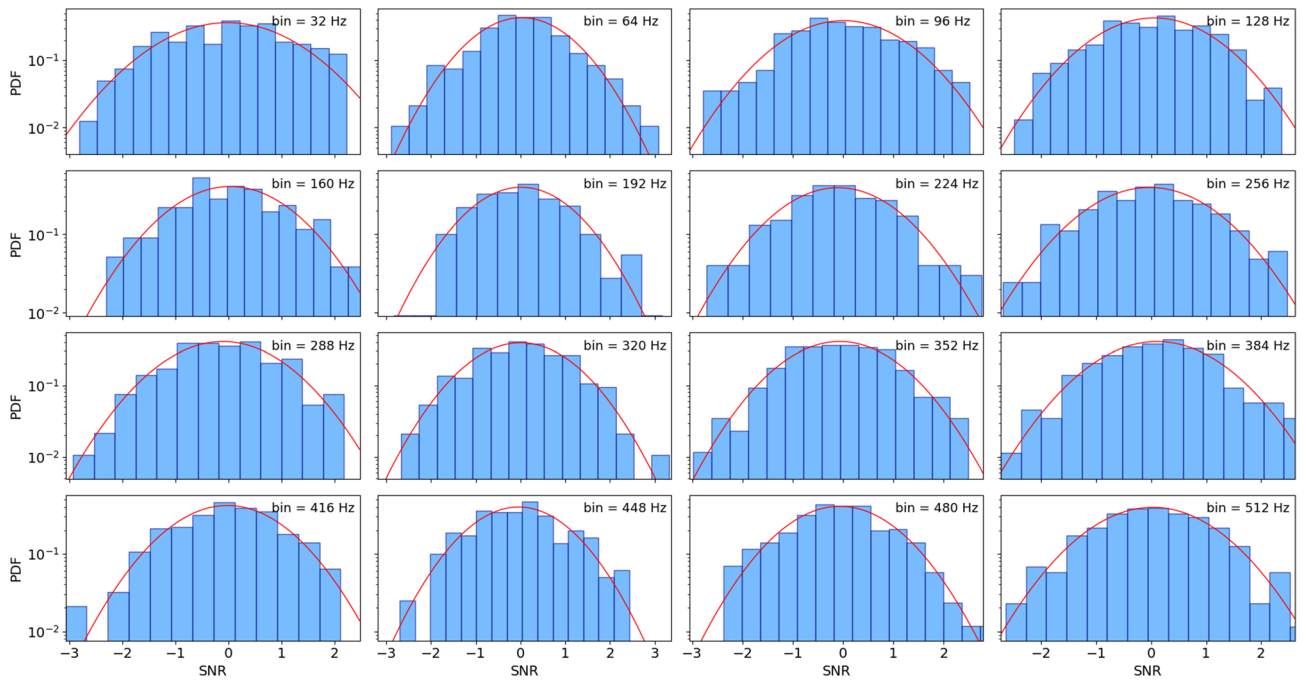 bin = 32 Hz
bin = 64 Hz
bin = 96 Hz
bin = 128 Hz
PDF
10⁻¹
10⁻²
bin = 160 Hz
bin = 192 Hz
bin = 224 Hz
bin = 256 Hz
PDF
10⁻¹
10⁻²
bin = 288 Hz
bin = 320 Hz
bin = 352 Hz
bin = 384 Hz
PDF
10⁻¹
10⁻²
bin = 416 Hz
bin = 448 Hz
bin = 480 Hz
bin = 512 Hz
PDF
10⁻¹
10⁻²
−3 −2 −1 0 1 2
−3 −2 −1 0 1 2 3
−3 −2 −1 0 1 2
−2 −1 0 1 2
SNR
SNR
SNR
SNR